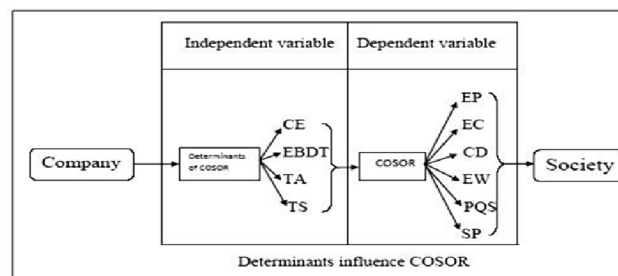 Independent variable
Dependent variable
Company
Determinants
of COSOR
CE
EBDT
TA
TS
COSOR
EP
EC
CD
EW
PQS
SP
Society
Determinants influence COSOR